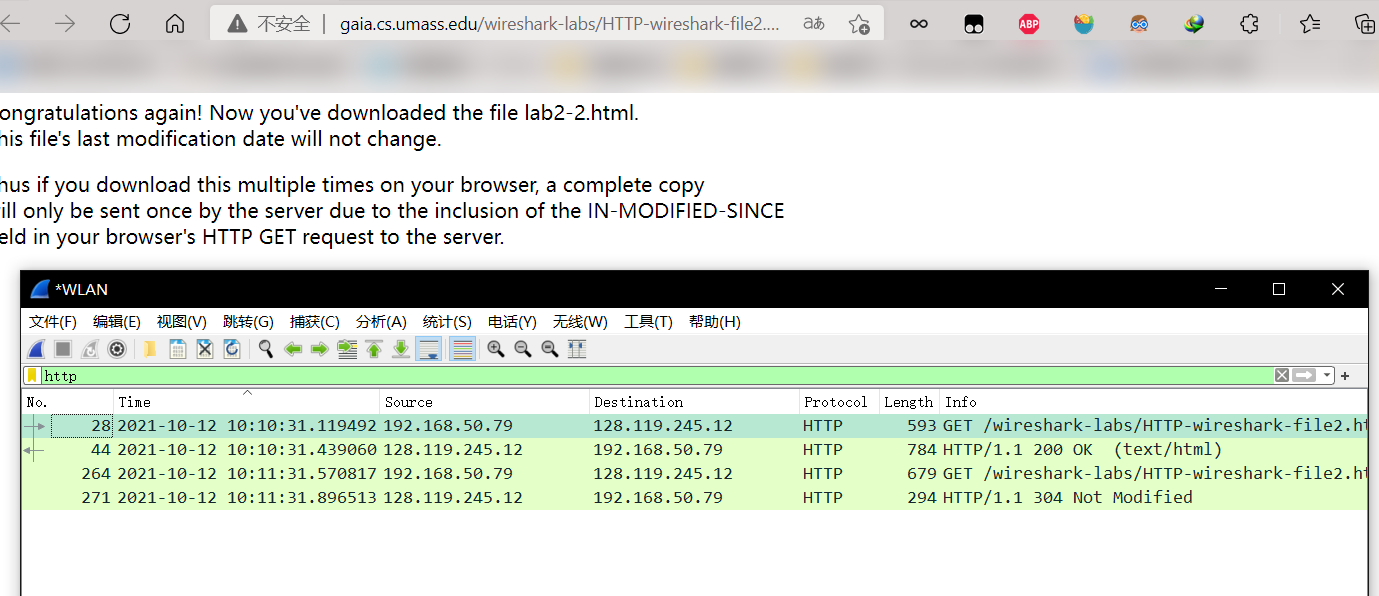 不安全 gaia.cs.umass.edu/wireshark-labs/HTTP-wireshark-file2.... aあ ABP
ongratulations again! Now you've downloaded the file lab2-2.html.
his file's last modification date will not change.
hus if you download this multiple times on your browser, a complete copy
ill only be sent once by the server due to the inclusion of the IN-MODIFIED-SINCE
eld in your browser's HTTP GET request to the server.
*WLAN
文件(F) 编辑(E) 视图(V) 跳转(G) 捕获(C) 分析(A) 统计(S) 电话(Y) 无线(W) 工具(T) 帮助(H)
http
No. Time Source Destination Protocol Length Info
28 2021-10-12 10:10:31.119492 192.168.50.79 128.119.245.12 HTTP 593 GET /wireshark-labs/HTTP-wireshark-file2.ht
44 2021-10-12 10:10:31.439060 128.119.245.12 192.168.50.79 HTTP 784 HTTP/1.1 200 OK (text/html)
264 2021-10-12 10:11:31.570817 192.168.50.79 128.119.245.12 HTTP 679 GET /wireshark-labs/HTTP-wireshark-file2.ht
271 2021-10-12 10:11:31.896513 128.119.245.12 192.168.50.79 HTTP 294 HTTP/1.1 304 Not Modified